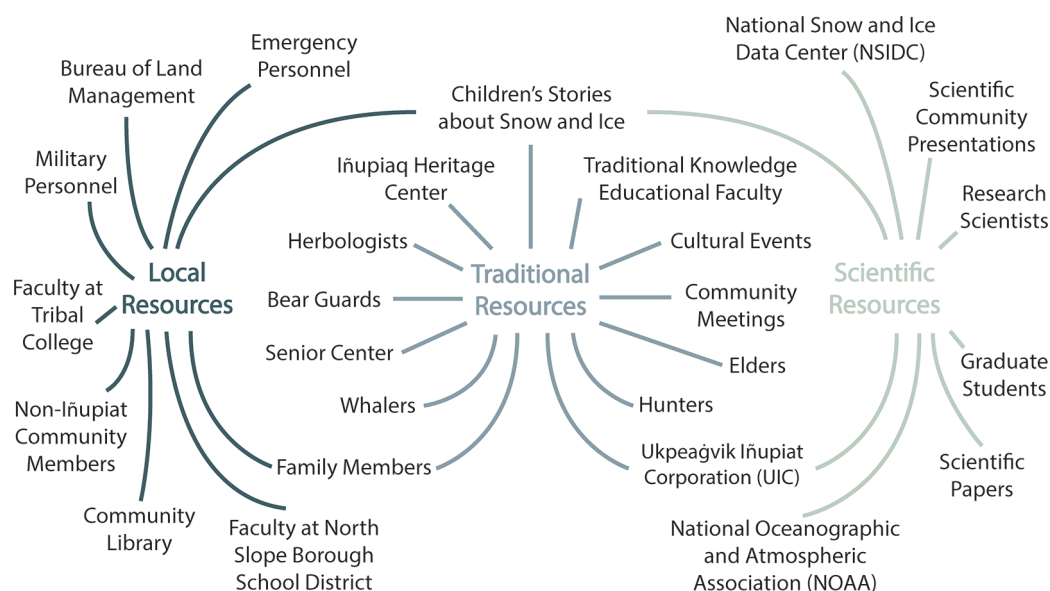 National Snow and Ice
Data Center (NSIDC)
Emergency
Personnel
Bureau of Land
Management
Children's Stories
about Snow and Ice
Scientific
Community
Presentations
Military
Personnel
Iñupiaq Heritage
Center
Traditional Knowledge
Educational Faculty
Research
Scientists
Herbologists
Cultural Events
Local
Resources
Traditional
Resources
Scientific
Resources
Faculty at
Tribal
College
Bear Guards
Community
Meetings
Senior Center
Elders
Graduate
Students
Whalers
Hunters
Non-Iñupiat
Community
Members
Family Members
Ukpeaġvik Iñupiat
Corporation (UIC)
Scientific
Papers
Community
Library
Faculty at North
Slope Borough
School District
National Oceanographic
and Atmospheric
Association (NOAA)